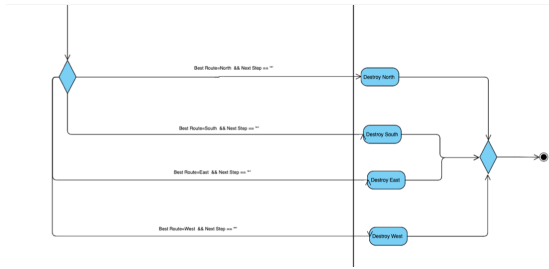 Best Route=North && Next Step == ""
Destroy North
Best Route=South && Next Step == ""
Destroy South
Best Route=East && Next Step == ""
Destroy East
Best Route=West && Next Step == ""
Destroy West